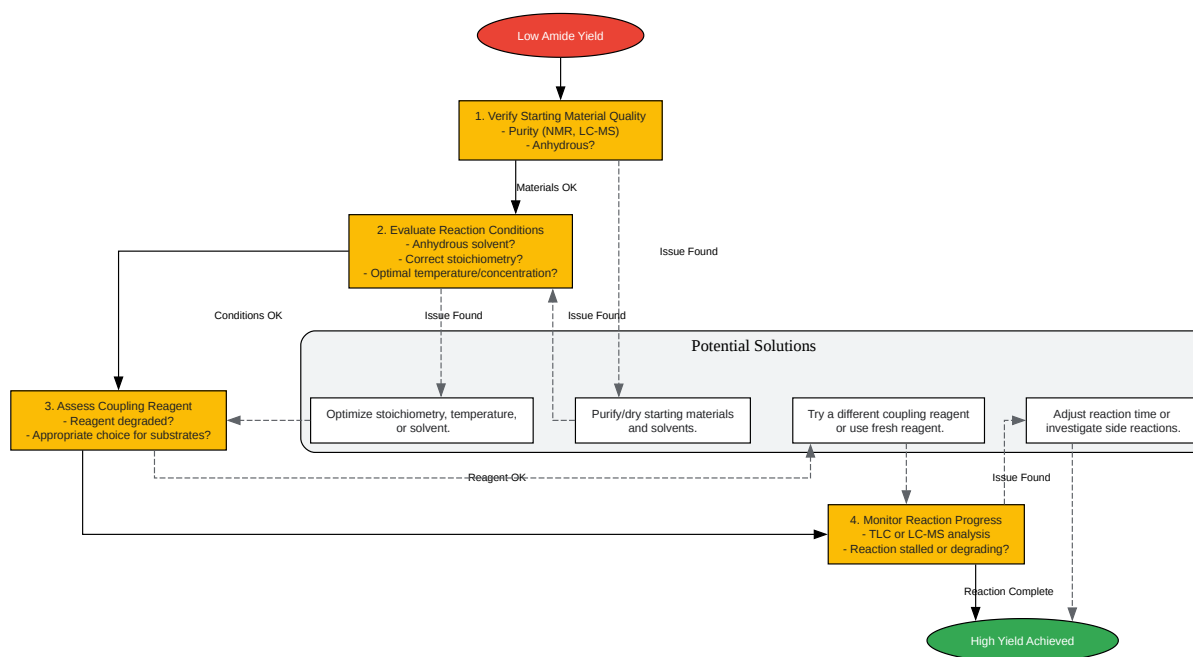 Low Amide Yield
1. Verify Starting Material Quality
- Purity (NMR, LC-MS)
- Anhydrous?
Materials OK
2. Evaluate Reaction Conditions
- Anhydrous solvent?
- Correct stoichiometry?
- Optimal temperature/concentration?
Issue Found
Conditions OK
Issue Found
Issue Found
Potential Solutions
3. Assess Coupling Reagent
- Reagent degraded?
- Appropriate choice for substrates?
Optimize stoichiometry, temperature,
or solvent.
Purify/dry starting materials
and solvents.
Try a different coupling reagent
or use fresh reagent.
Adjust reaction time or
investigate side reactions.
Reagent OK
Issue Found
4. Monitor Reaction Progress
- TLC or LC-MS analysis
- Reaction stalled or degrading?
Reaction Complete
High Yield Achieved